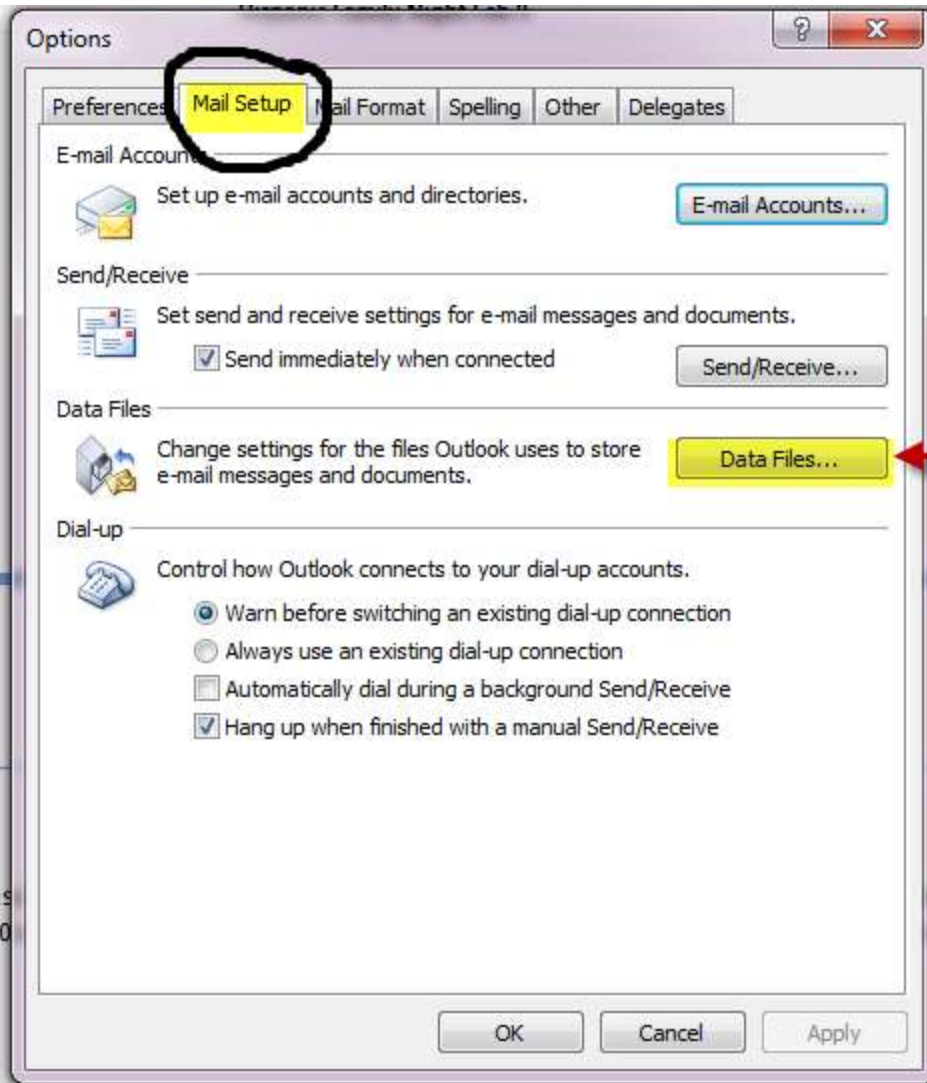 Options
Preferences Mail Setup Mail Format Spelling Other Delegates
E-mail Accounts
Set up e-mail accounts and directories.
E-mail Accounts...
Send/Receive
Set send and receive settings for e-mail messages and documents.
Send immediately when connected
Send/Receive...
Data Files
Change settings for the files Outlook uses to store
e-mail messages and documents.
Data Files...
Dial-up
Control how Outlook connects to your dial-up accounts.
Warn before switching an existing dial-up connection
Always use an existing dial-up connection
Automatically dial during a background Send/Receive
Hang up when finished with a manual Send/Receive
OK Cancel Apply